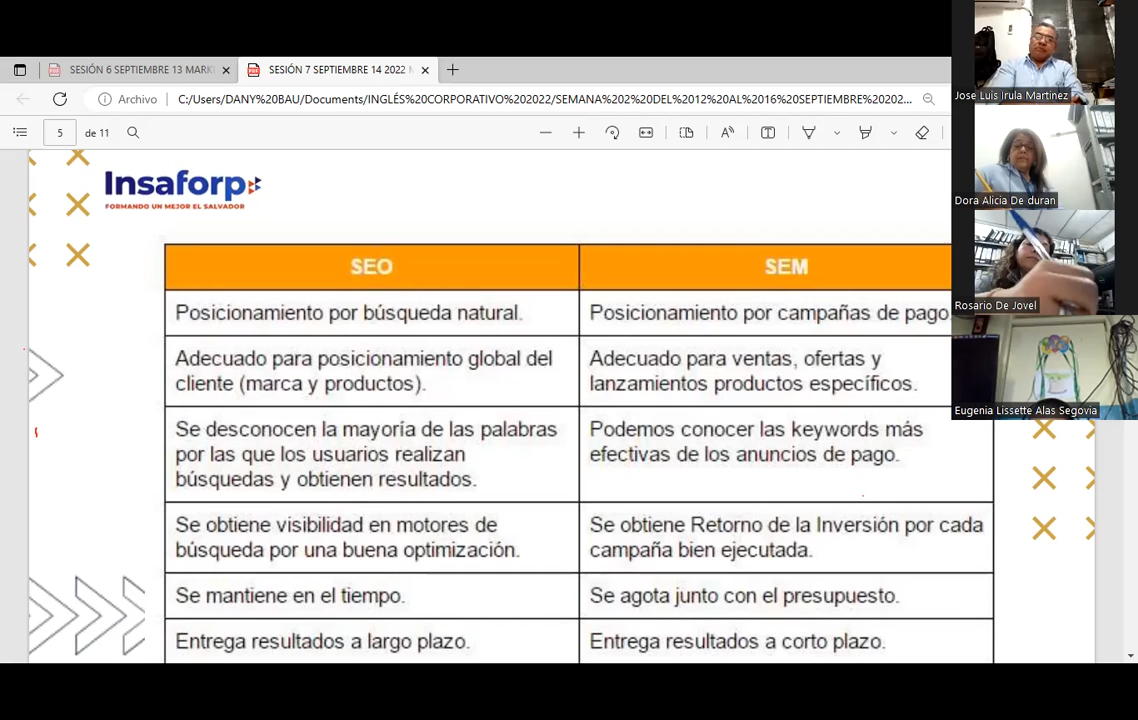 SESIÓN 6 SEPTIEMBRE 13 MARK
SESIÓN 7 SEPTIEMBRE 14 2022 M
Archivo
C:/Users/DANY%20BAU/Documents/INGLÉS%20CORPORATIVO%202022/SEMANA%202%20DEL%2012%20AL%2016%20SEPTIEMBRE%20202...
5 de 11
Insaforp
FORMANDO UN MEJOR EL SALVADOR
SEO
SEM
Posicionamiento por búsqueda natural.
Posicionamiento por campañas de pago
Adecuado para posicionamiento global del
cliente (marca y productos).
Adecuado para ventas, ofertas y
lanzamientos productos específicos.
Se desconocen la mayoría de las palabras
por las que los usuarios realizan
búsquedas y obtienen resultados.
Podemos conocer las keywords más
efectivas de los anuncios de pago.
Se obtiene visibilidad en motores de
búsqueda por una buena optimización.
Se obtiene Retorno de la Inversión por cada
campaña bien ejecutada.
Se mantiene en el tiempo.
Se agota junto con el presupuesto.
Entrega resultados a largo plazo.
Entrega resultados a corto plazo.
Jose Luis Irula Martinez
Dora Alicia De duran
Rosario De Jovel
Eugenia Lissette Alas Segovia